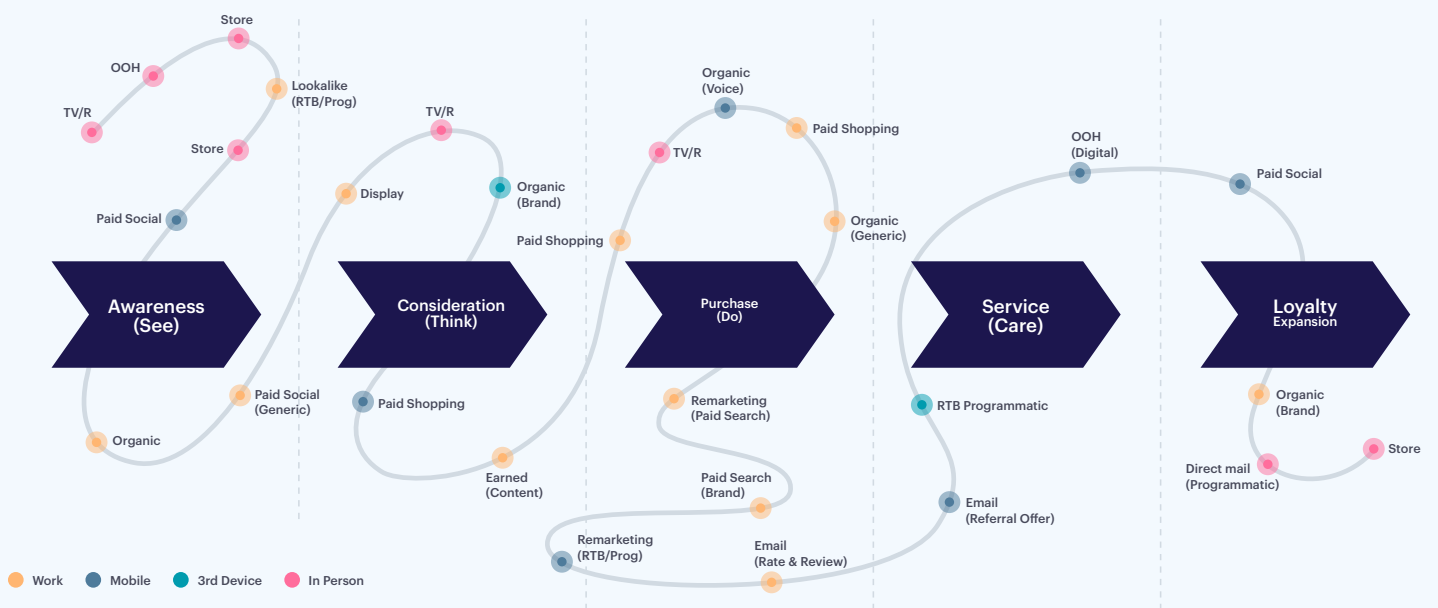 Store
OOH
Lookalike
(RTB/Prog)
TV/R
Store
Paid Social
Awareness
(See)
Paid Social
(Generic)
Organic
TV/R
Display
Organic
(Brand)
Consideration
(Think)
Paid Shopping
Earned
(Content)
Organic
(Voice)
Paid Shopping
TV/R
Organic
(Generic)
Paid Shopping
Purchase
(Do)
Remarketing
(Paid Search)
Paid Search
(Brand)
Remarketing
(RTB/Prog)
Email
(Rate & Review)
OOH
(Digital)
Service
(Care)
RTB Programmatic
Email
(Referral Offer)
Paid Social
Loyalty
Expansion
Organic
(Brand)
Direct mail
(Programmatic)
Store
Work
Mobile
3rd Device
In Person